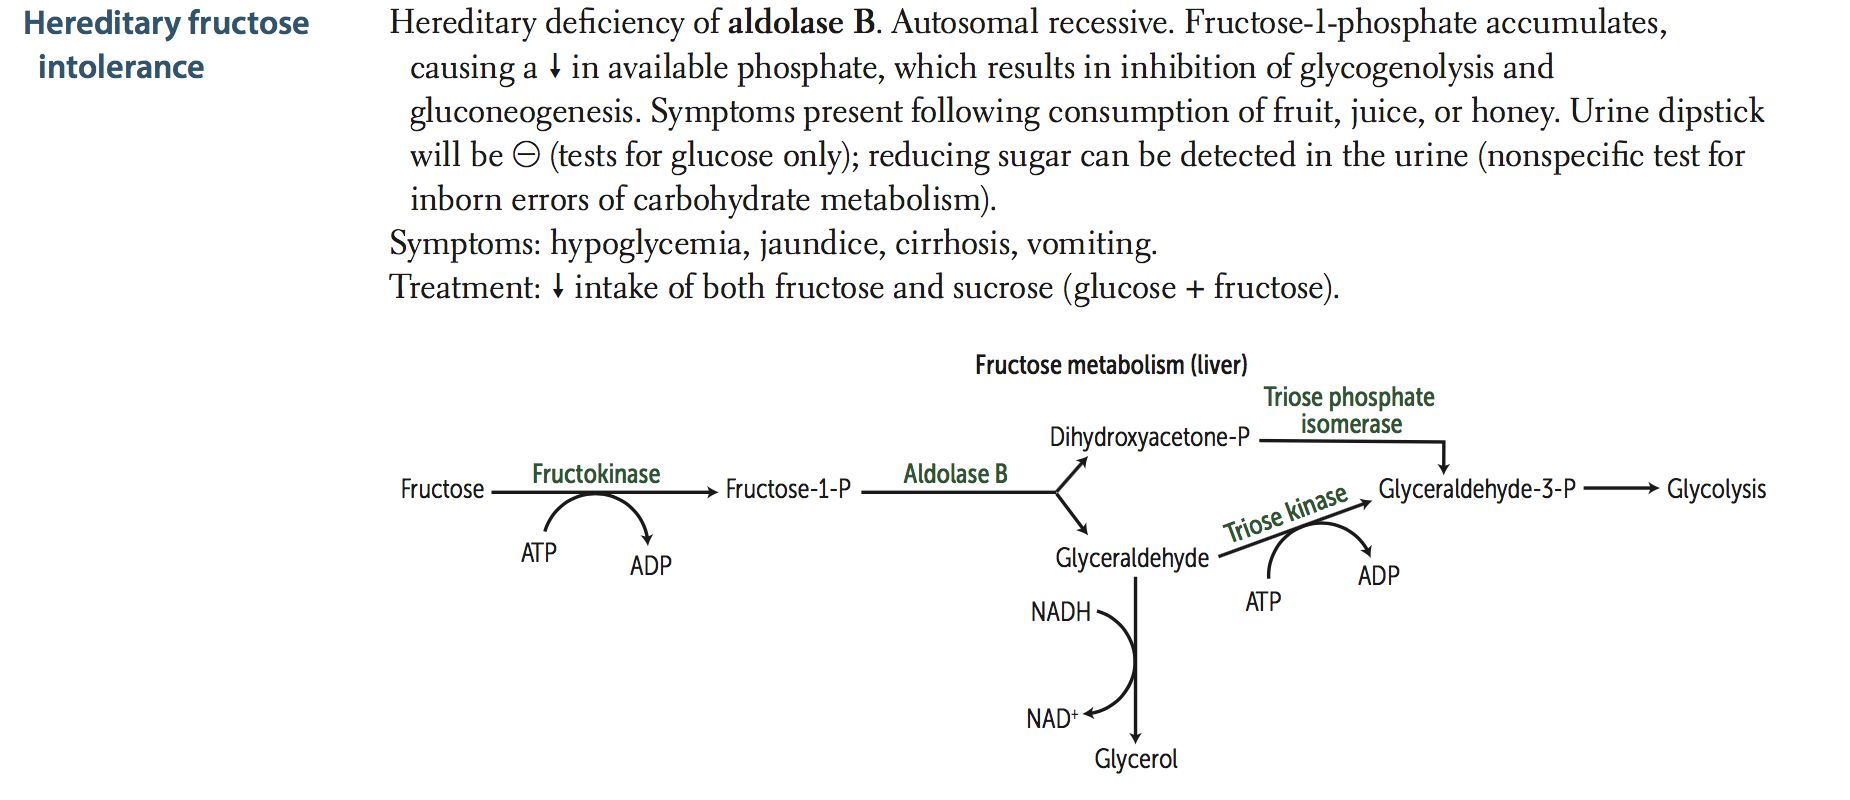 Hereditary fructose
intolerance
Hereditary deficiency of aldolase B. Autosomal recessive. Fructose-1-phosphate accumulates,
causing a ↓ in available phosphate, which results in inhibition of glycogenolysis and
gluconeogenesis. Symptoms present following consumption of fruit, juice, or honey. Urine dipstick
will be ⊖ (tests for glucose only); reducing sugar can be detected in the urine (nonspecific test for
inborn errors of carbohydrate metabolism).
Symptoms: hypoglycemia, jaundice, cirrhosis, vomiting.
Treatment: ↓ intake of both fructose and sucrose (glucose + fructose).
Fructose metabolism (liver)
Triose phosphate
isomerase
Dihydroxyacetone-P
Fructokinase
Aldolase B
Fructose
Fructose-1-P
Glyceraldehyde-3-P
Glycolysis
Triose kinase
ATP
ADP
Glyceraldehyde
ADP
ATP
NADH
NAD⁺
Glycerol